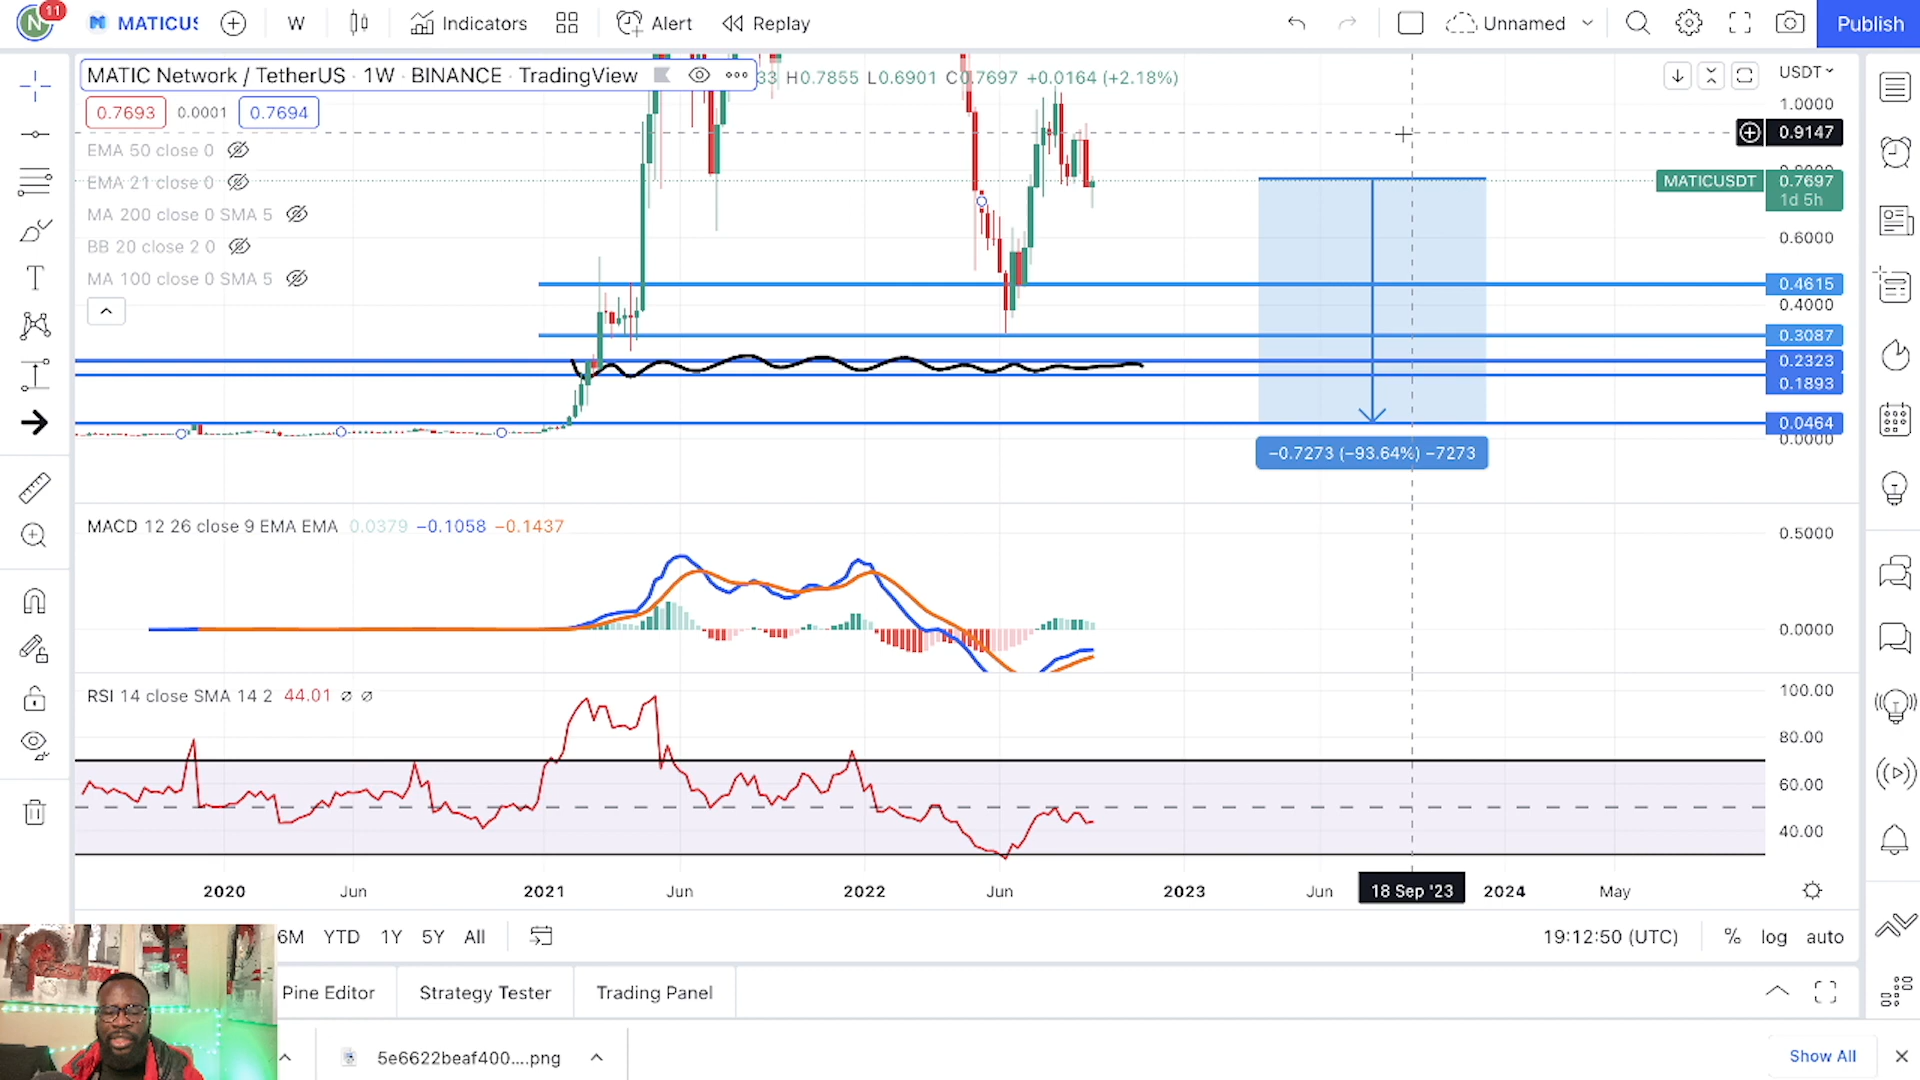 N 11 MATICUS W Indicators Alert Replay Unnamed Publish
MATIC Network / TetherUS · 1W · BINANCE · TradingView 33 H0.7855 L0.6901 C0.7697 +0.0164 (+2.18%)
USDT
0.7693 0.0001 0.7694
EMA 50 close 0
EMA 21 close 0
MA 200 close 0 SMA 5
BB 20 close 2 0
MA 100 close 0 SMA 5
1.0000
0.9147
MATICUSDT 0.7697
1d 5h
0.6000
0.4615
0.4000
0.3087
0.2323
0.1893
0.0464
0.0000
−0.7273 (−93.64%) −7273
MACD 12 26 close 9 EMA EMA 0.0379 −0.1058 −0.1437
0.5000
0.0000
RSI 14 close SMA 14 2 44.01 ∅ ∅
100.00
80.00
60.00
40.00
2020 Jun 2021 Jun 2022 Jun 2023 Jun 18 Sep '23 2024 May
6M YTD 1Y 5Y All
19:12:50 (UTC) % log auto
Pine Editor Strategy Tester Trading Panel
5e6622beaf400....png
Show All